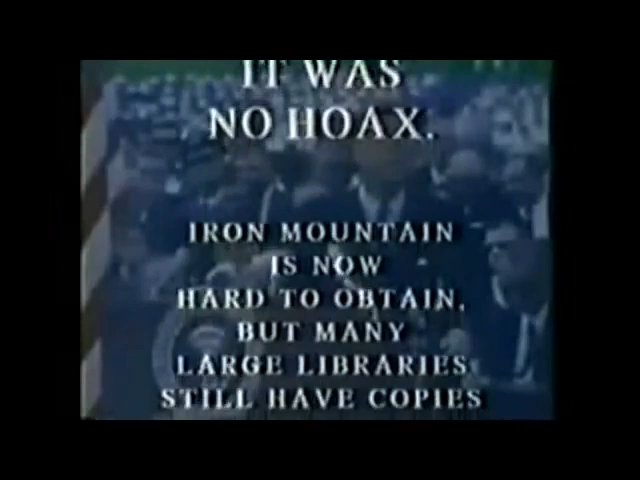 IT WAS
NO HOAX.
IRON MOUNTAIN
IS NOW
HARD TO OBTAIN,
BUT MANY
LARGE LIBRARIES
STILL HAVE COPIES